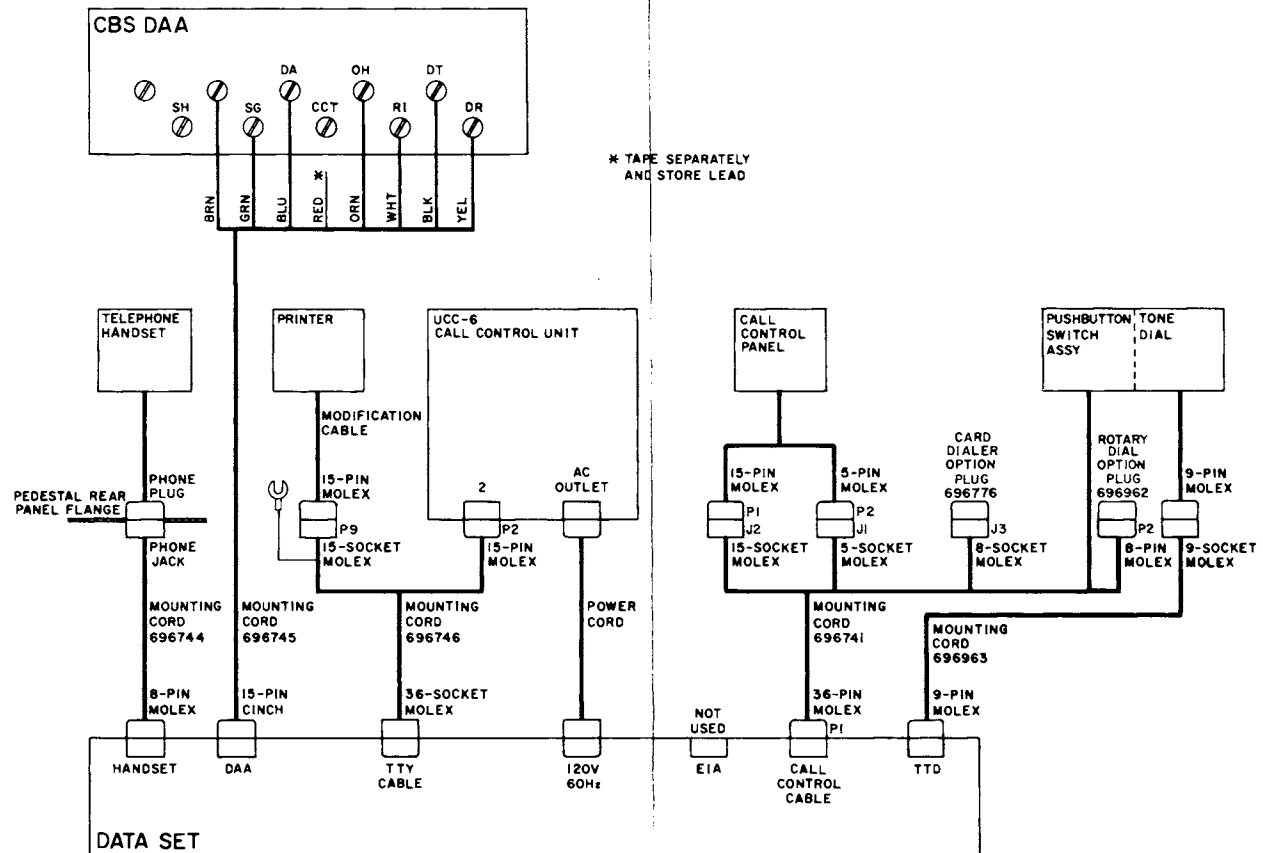 CBS DAA
DA
OH
DT
SH
SG
CCT
RI
DR
*
BRN
GRN
BLU
RED
ORN
WHT
BLK
YEL
* TAPE SEPARATELY
AND STORE LEAD
TELEPHONE
HANDSET
PRINTER
UCC-6
CALL CONTROL UNIT
CALL
CONTROL
PANEL
PUSHBUTTON
SWITCH
ASSY
TONE
DIAL
MODIFICATION
CABLE
PHONE
PLUG
PEDESTAL REAR
PANEL FLANGE
PHONE
JACK
15-PIN
MOLEX
P9
15-SOCKET
MOLEX
2
P2
15-PIN
MOLEX
AC
OUTLET
15-PIN
MOLEX
P1
J2
15-SOCKET
MOLEX
5-PIN
MOLEX
P2
J1
5-SOCKET
MOLEX
CARD
DIALER
OPTION
PLUG
696776
J3
8-SOCKET
MOLEX
ROTARY
DIAL
OPTION
PLUG
696962
P2
8-PIN
MOLEX
9-PIN
MOLEX
9-SOCKET
MOLEX
MOUNTING
CORD
696744
MOUNTING
CORD
696745
MOUNTING
CORD
696746
POWER
CORD
MOUNTING
CORD
696741
MOUNTING
CORD
696963
8-PIN
MOLEX
15-PIN
CINCH
36-SOCKET
MOLEX
NOT
USED
36-PIN
MOLEX
P1
9-PIN
MOLEX
HANDSET
DAA
TTY
CABLE
120V
60Hz
EIA
CALL
CONTROL
CABLE
TTD
DATA SET